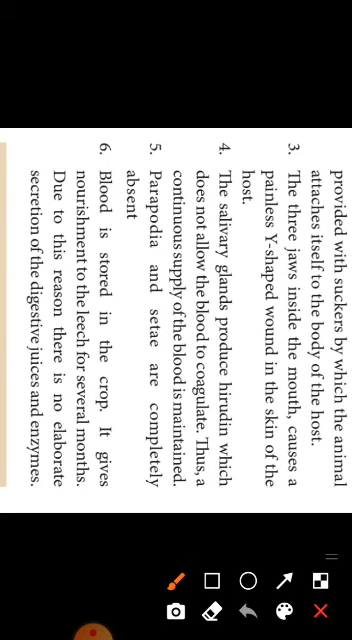 provided with suckers by which the animal
attaches itself to the body of the host.
3. The three jaws inside the mouth, causes a
painless Y-shaped wound in the skin of the
host.
4. The salivary glands produce hirudin which
does not allow the blood to coagulate. Thus, a
continuous supply of the blood is maintained.
5. Parapodia and setae are completely
absent
6. Blood is stored in the crop. It gives
nourishment to the leech for several months.
Due to this reason there is no elaborate
secretion of the digestive juices and enzymes.